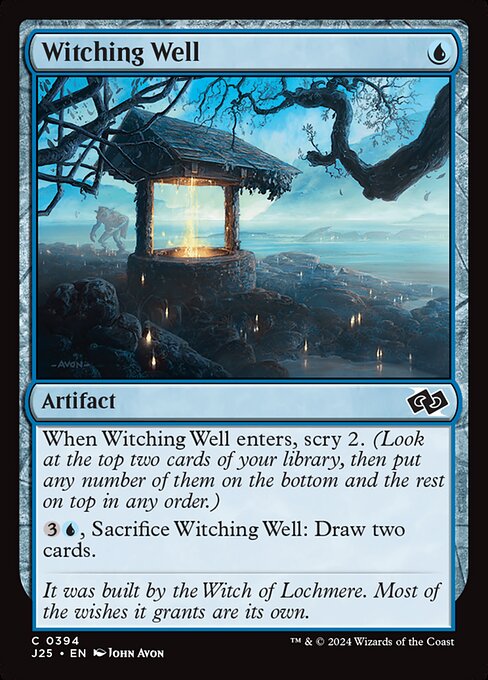 Witching Well
-AVON-
Artifact
When Witching Well enters, scry 2. (Look
at the top two cards of your library, then put
any number of them on the bottom and the rest
on top in any order.)
3, Sacrifice Witching Well: Draw two
cards.
It was built by the Witch of Lochmere. Most of
the wishes it grants are its own.
C 0394
J25 • EN JOHN AVON
™ & © 2024 Wizards of the Coast